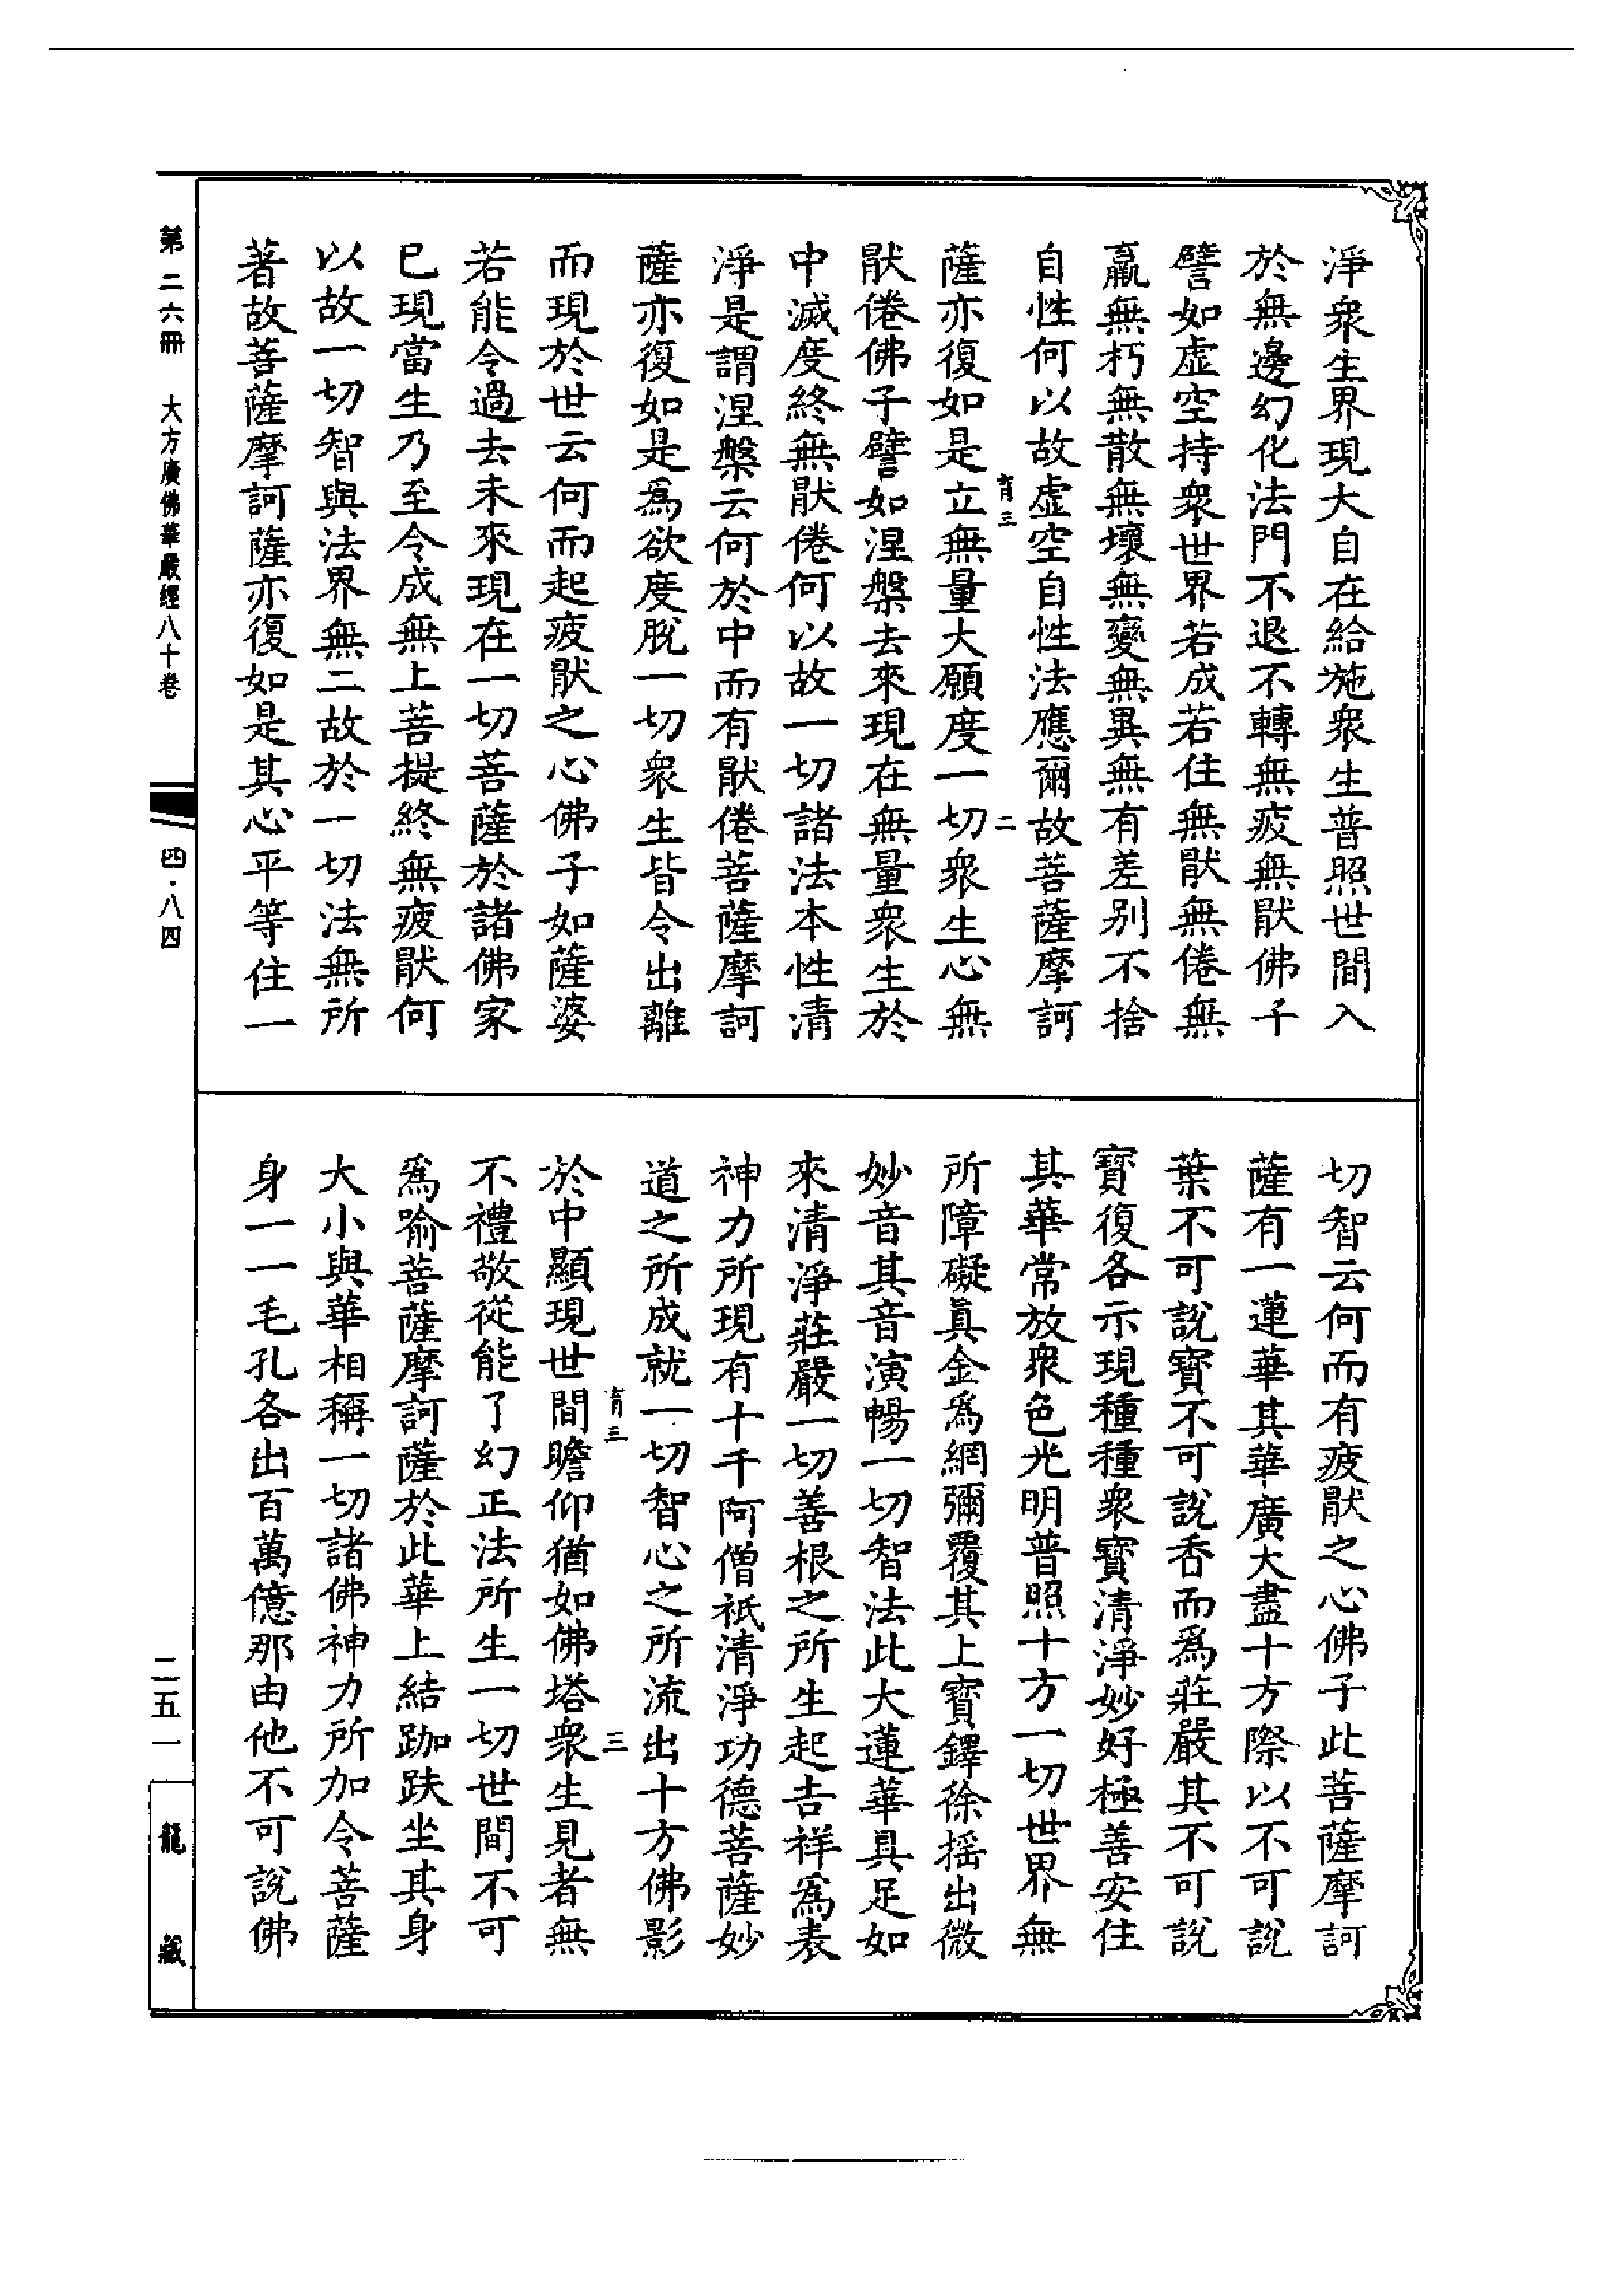 淨衆生界現大自在給施衆生普照世間入
於無邊幻化法門不退不轉無疲無猒佛子
譬如虛空持衆世界若成若住無猒無倦無
羸無朽無散無壞無變無異無有差别不捨
自性何以故虛空自性法應爾故菩薩摩訶
育三
二
薩亦復如是立無量大願度一切衆生心無
猒倦佛子譬如涅槃去來現在無量衆生於
中滅度終無猒倦何以故一切諸法本性清
淨是謂涅槃云何於中而有猒倦菩薩摩訶
薩亦復如是爲欲度脫一切衆生皆令出離
而現於世云何而起疲猒之心佛子如薩婆
若能令過去未來現在一切菩薩於諸佛家
已現當生乃至令成無上菩提終無疲猒何
以故一切智與法界無二故於一切法無所
著故菩薩摩訶薩亦復如是其心平等住一
切智云何而有疲猒之心佛子此菩薩摩訶
薩有一蓮華其華廣大盡十方際以不可說
葉不可說寶不可說香而爲莊嚴其不可說
寶復各示現種種衆寶清淨妙好極善安住
其華常放衆色光明普照十方一切世界無
所障礙眞金爲網彌覆其上寶鐸徐搖出微
妙音其音演暢一切智法此大蓮華具足如
來清淨莊嚴一切善根之所生起吉祥爲表
神力所現有十千阿僧祇清淨功德菩薩妙
道之所成就一切智心之所流出十方佛影
育三
三
於中顯現世間瞻仰猶如佛塔衆生見者無
不禮敬從能了幻正法所生一切世間不可
爲喻菩薩摩訶薩於此華上結跏趺坐其身
大小與華相稱一切諸佛神力所加令菩薩
身一一毛孔各出百萬億那由他不可說佛
第二六冊 大方廣佛華嚴經八十卷
四·八四
二五一
龍藏